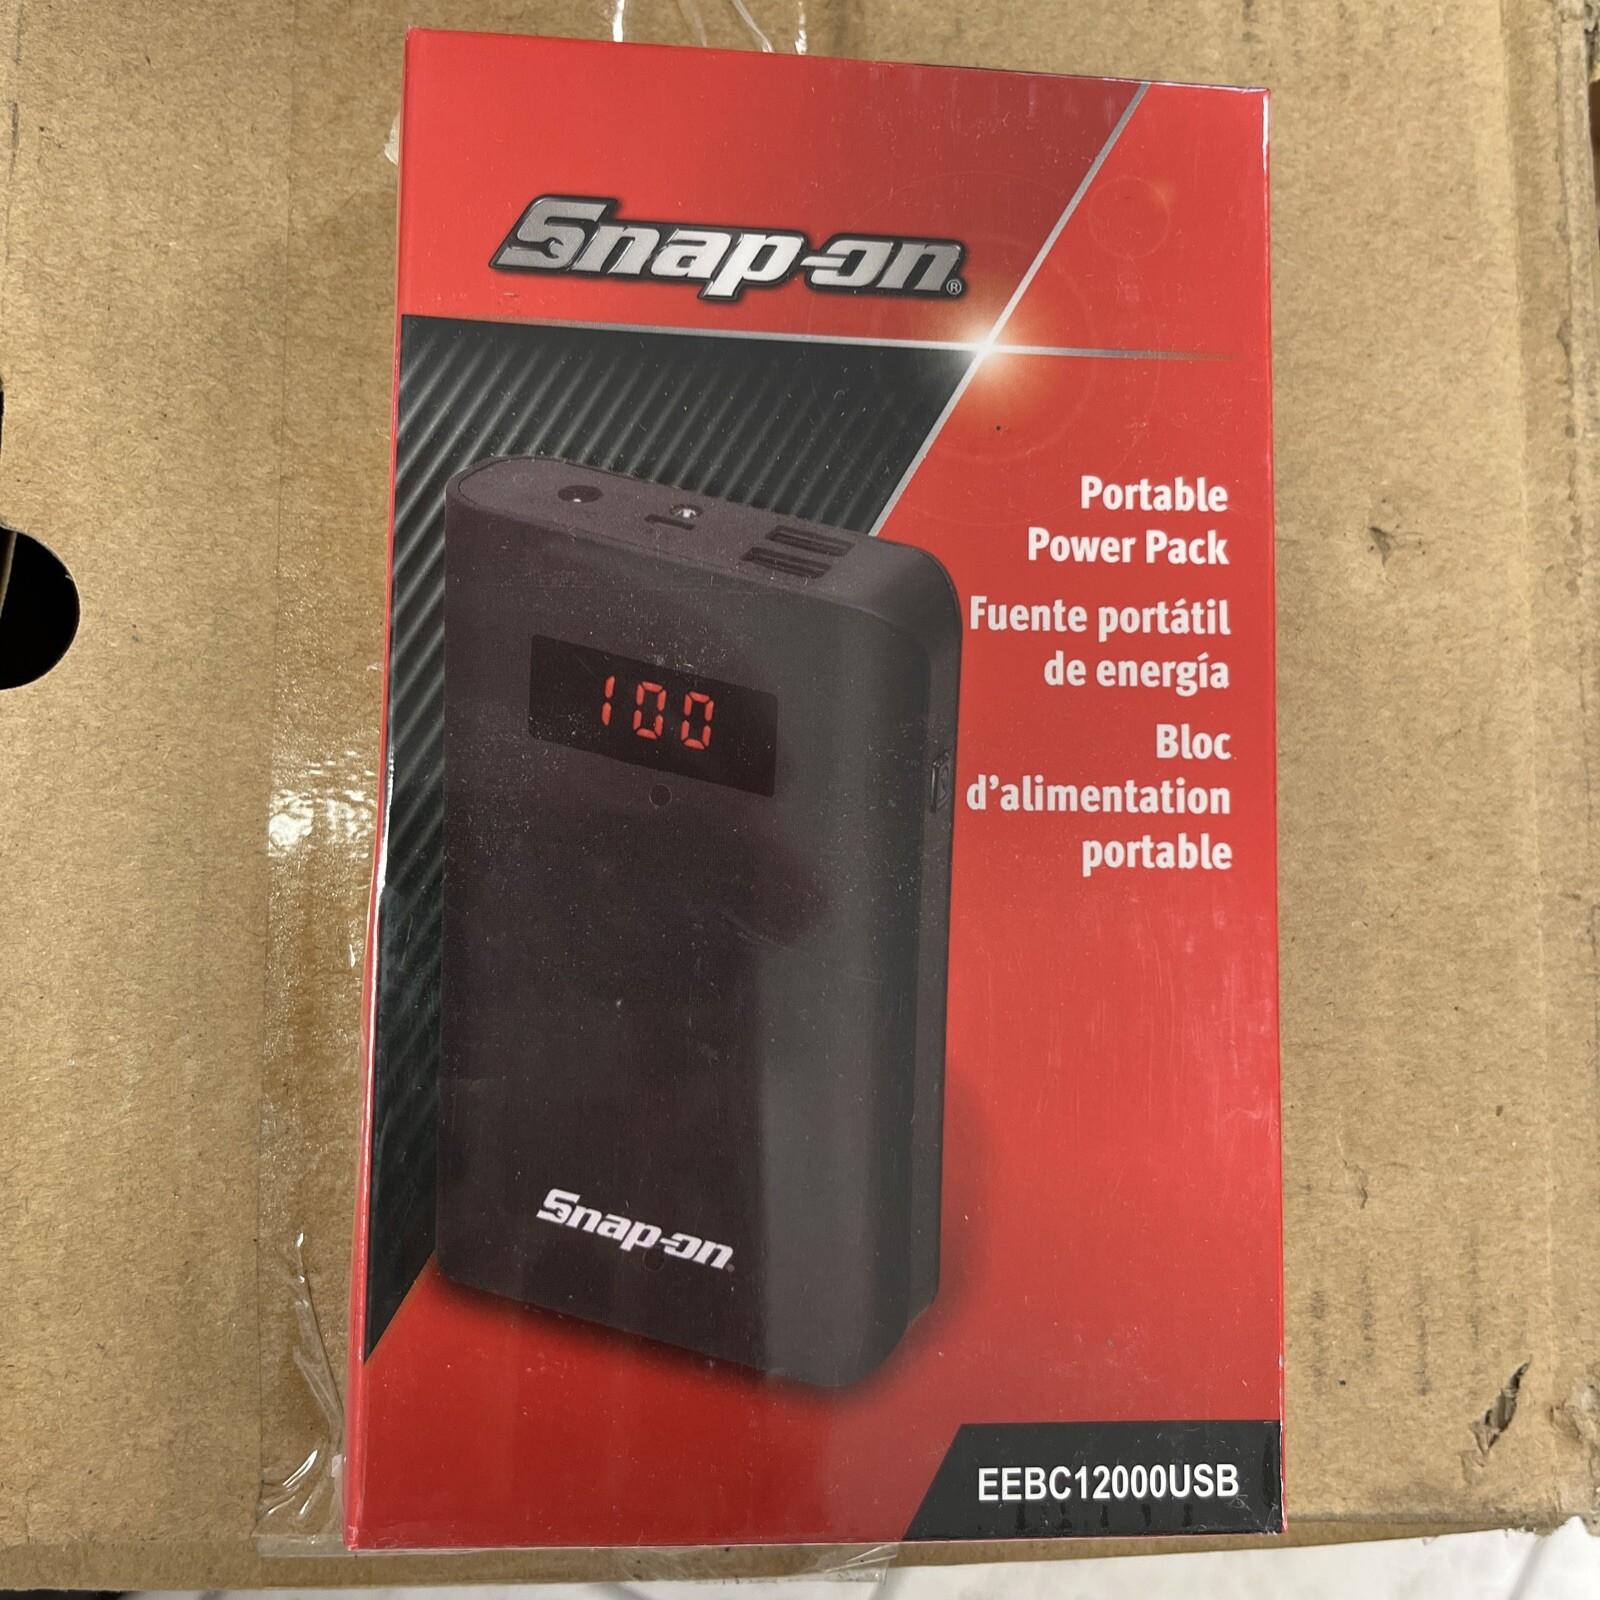 Snap-on®
Portable
Power Pack
Fuente portátil
de energía
Bloc
d'alimentation
portable
100
Snap-on
EEBC12000USB